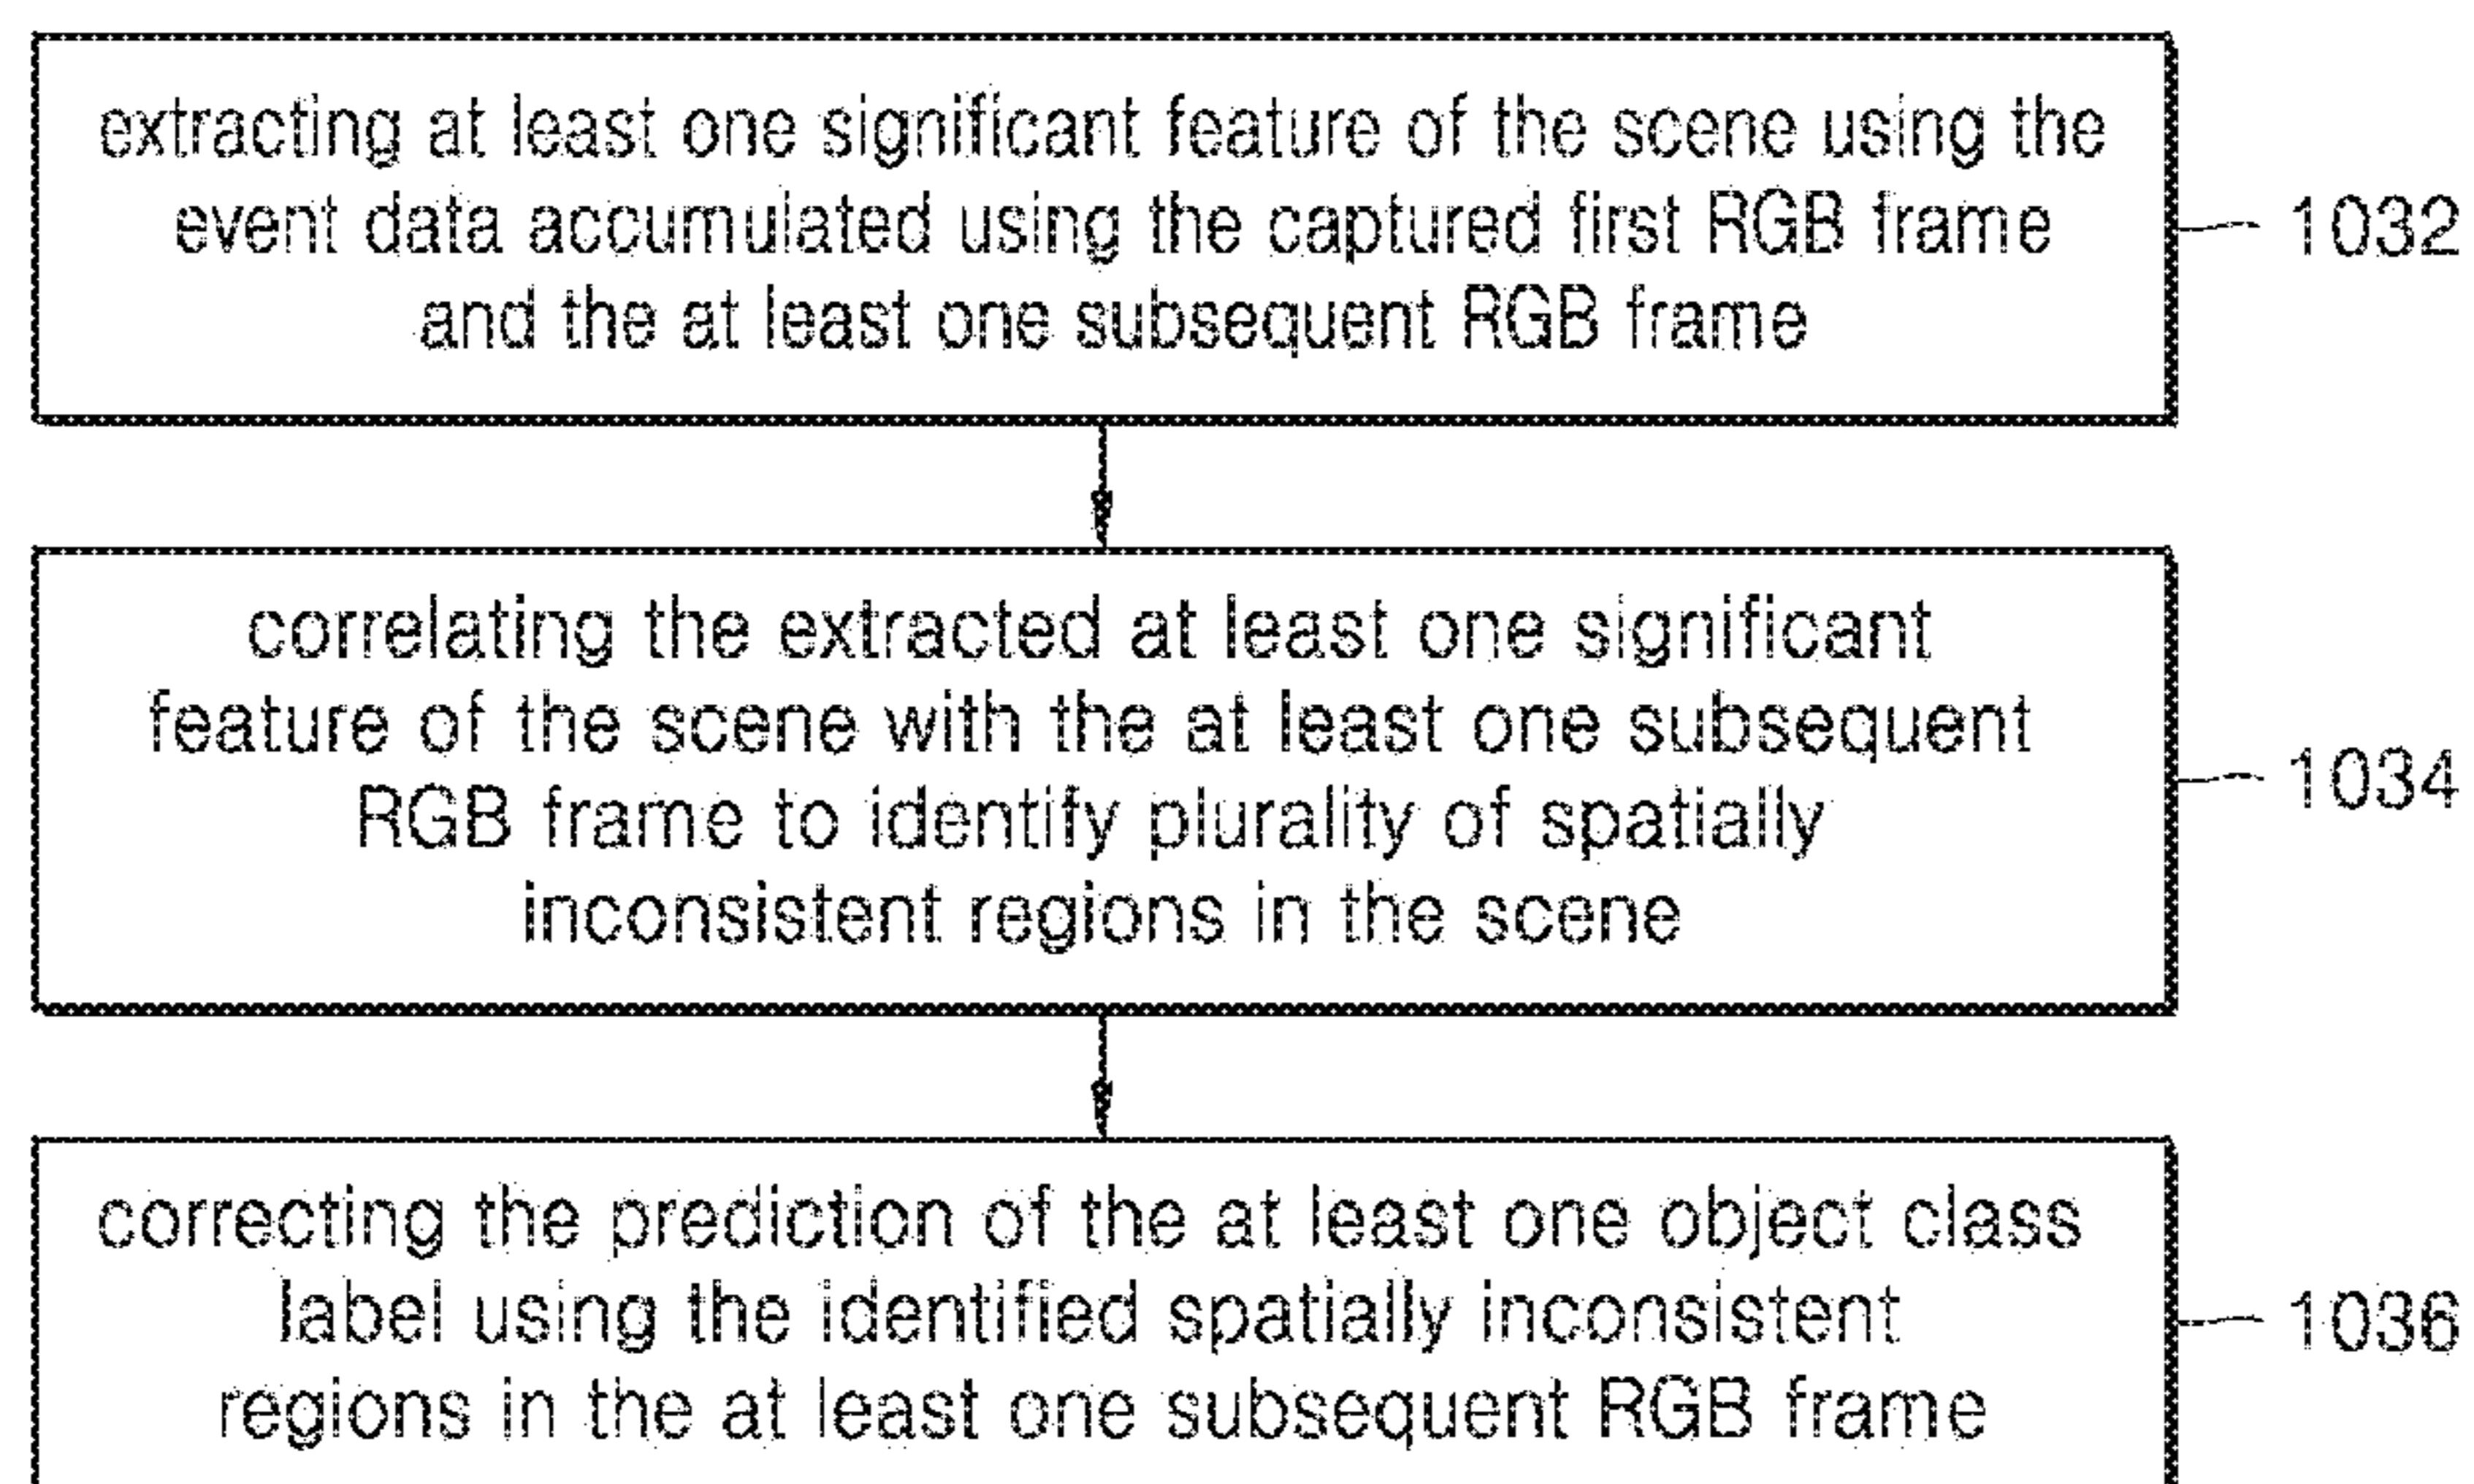 extracting at least one significant feature of the scene using the
event data accumulated using the captured first RGB frame
and the at least one subsequent RGB frame
1032
correlating the extracted at least one significant
feature of the scene with the at least one subsequent
RGB frame to identify plurality of spatially
inconsistent regions in the scene
1034
correcting the prediction of the at least one object class
label using the identified spatially inconsistent
regions in the at least one subsequent RGB frame
1036